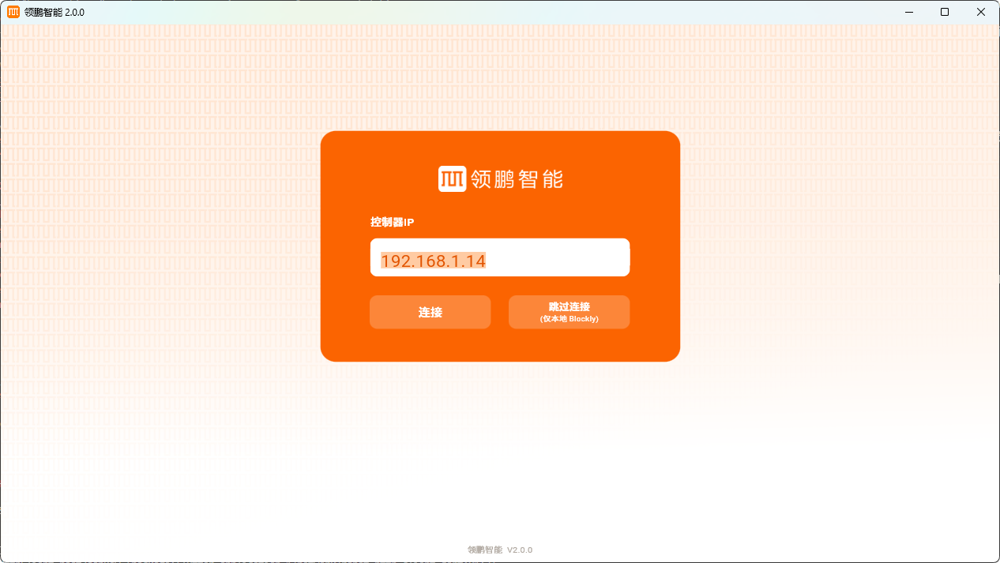 领鹏智能 2.0.0
领鹏智能
控制器IP
192.168.1.14
连接
跳过连接
(仅本地 Blockly)
领鹏智能 V2.0.0